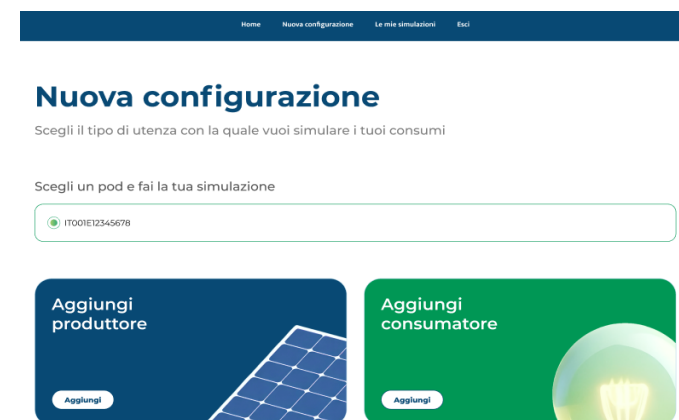 Home Nuova configurazione Le mie simulazioni Esci
Nuova configurazione
Scegli il tipo di utenza con la quale vuoi simulare i tuoi consumi
Scegli un pod e fai la tua simulazione
IT001E12345678
Aggiungi
produttore
Aggiungi
Aggiungi
consumatore
Aggiungi